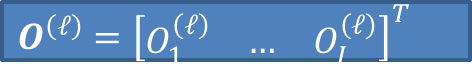 𝑶^(ℓ) = [O_1^(ℓ) … O_I^(ℓ)]^T